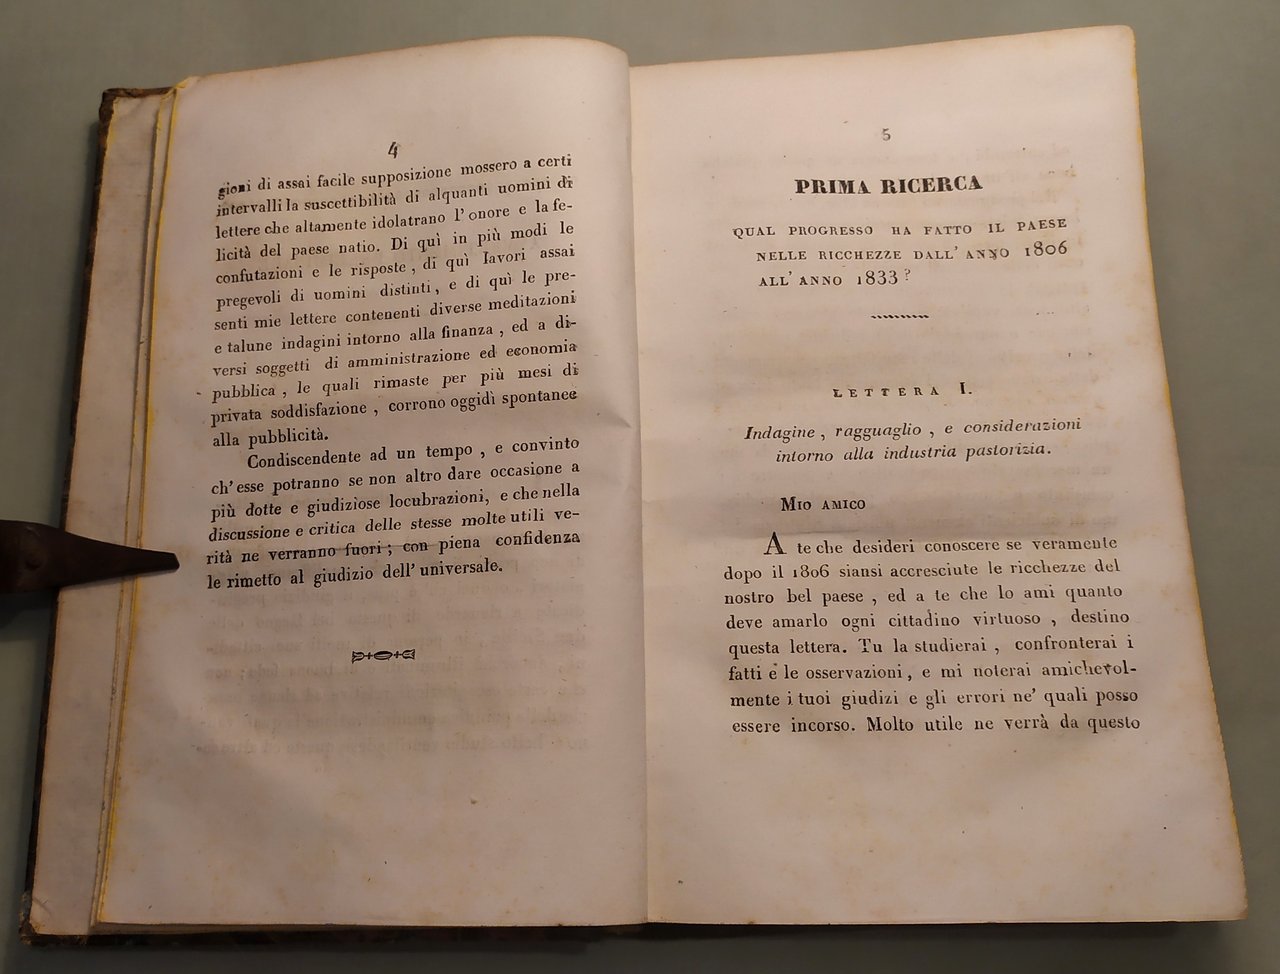 4
gioni di assai facile supposizione mossero a certi
intervalli la suscettibilità di alquanti uomini di
lettere che altamente idolatrano l' onore e la fe-
licità del paese natio. Di quì in più modi le
confutazioni e le risposte , di quì lavori assai
pregevoli di uomini distinti , e di quì le pre-
senti mie lettere contenenti diverse meditazioni
e talune indagini intorno alla finanza , ed a di-
versi soggetti di amministrazione ed economia
pubblica , le quali rimaste per più mesi di
privata soddisfazione , corrono oggidì spontanee
alla pubblicità.
Condiscendente ad un tempo , e convinto
ch' esse potranno se non altro dare occasione a
più dotte e giudiziose locubrazioni, e che nella
discussione e critica delle stesse molte utili ve-
rità ne verranno fuori ; con piena confidenza
le rimetto al giudizio dell' universale.
5
PRIMA RICERCA
QUAL PROGRESSO HA FATTO IL PAESE
NELLE RICCHEZZE DALL' ANNO 1806
ALL' ANNO 1833 ?
LETTERA I.
Indagine , ragguaglio , e considerazioni
intorno alla industria pastorizia.
MIO AMICO
A te che desideri conoscere se veramente
dopo il 1806 siansi accresciute le ricchezze del
nostro bel paese , ed a te che lo ami quanto
deve amarlo ogni cittadino virtuoso , destino
questa lettera. Tu la studierai , confronterai i
fatti e le osservazioni , e mi noterai amichevol-
mente i tuoi giudizi e gli errori ne' quali posso
essere incorso. Molto utile ne verrà da questo